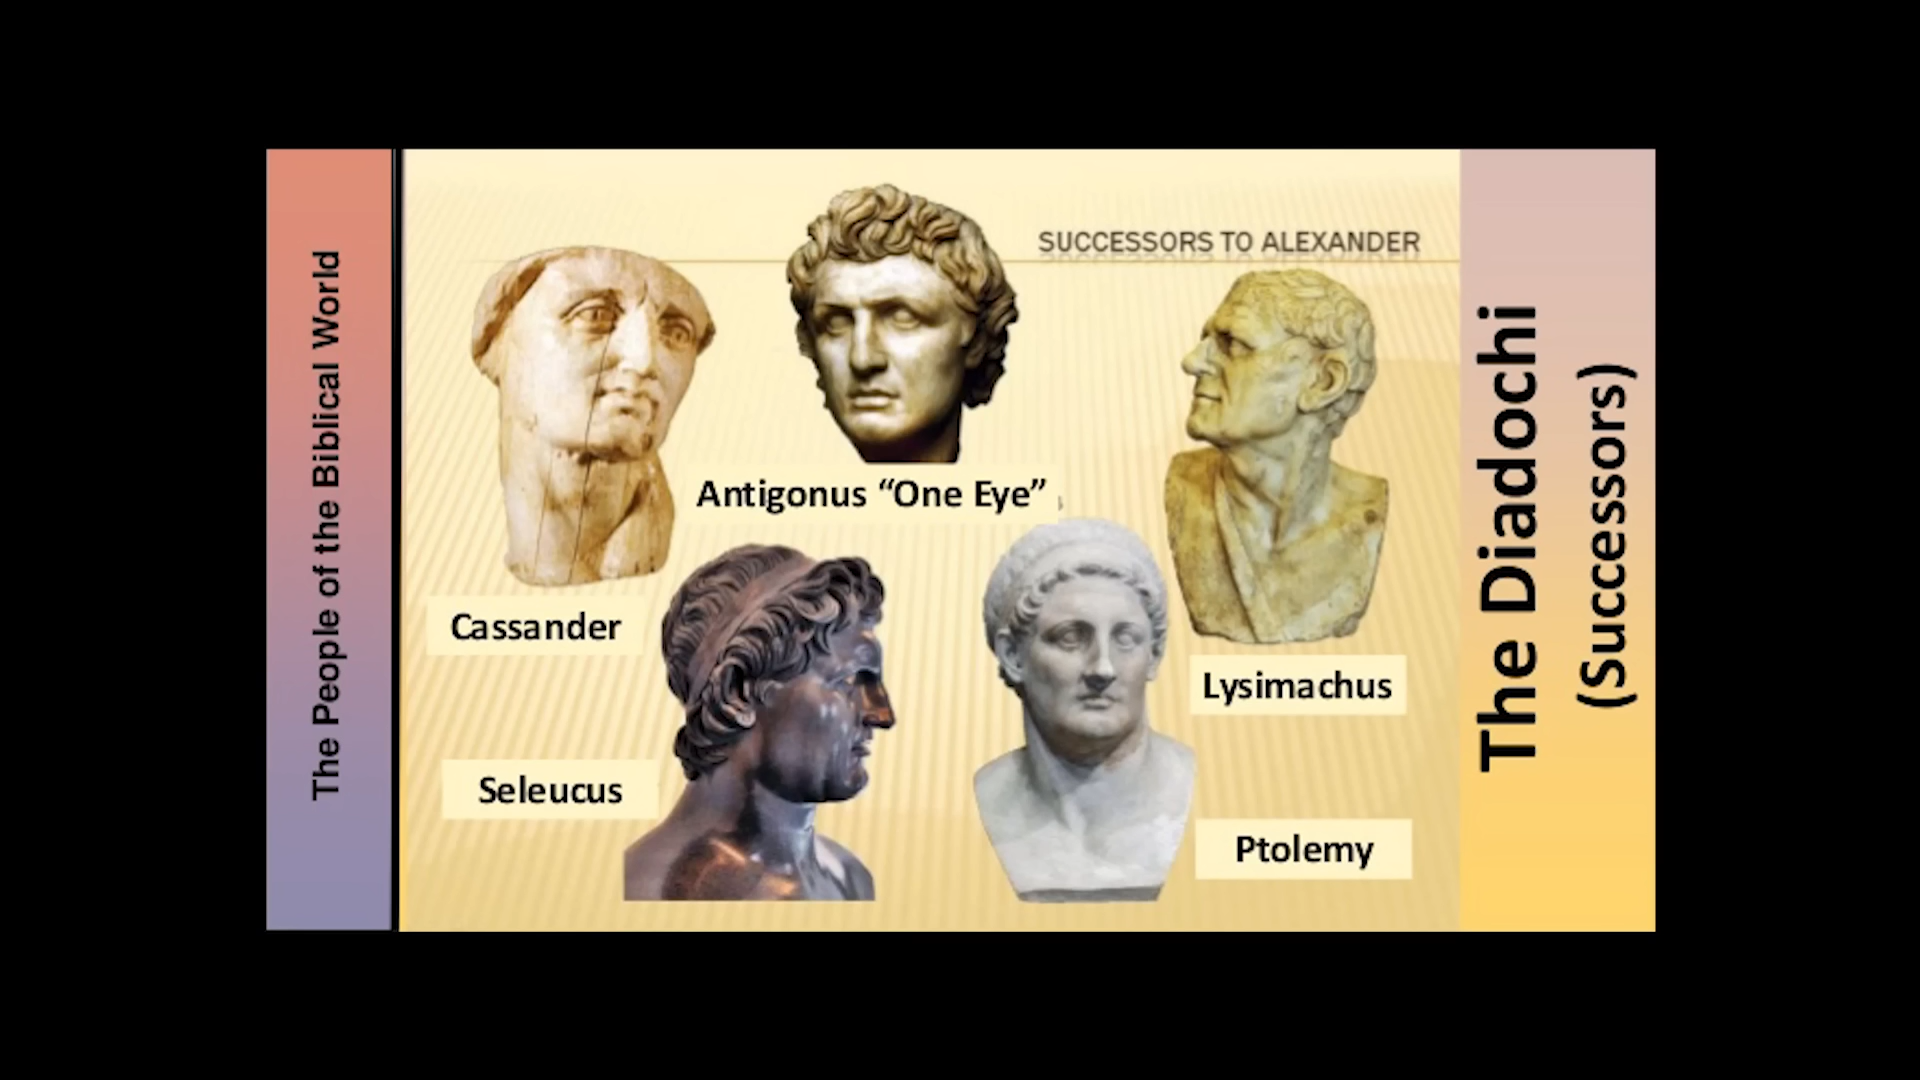 The People of the Biblical World
SUCCESSORS TO ALEXANDER
Antigonus “One Eye”
Cassander
Lysimachus
Seleucus
Ptolemy
The Diadochi
(Successors)